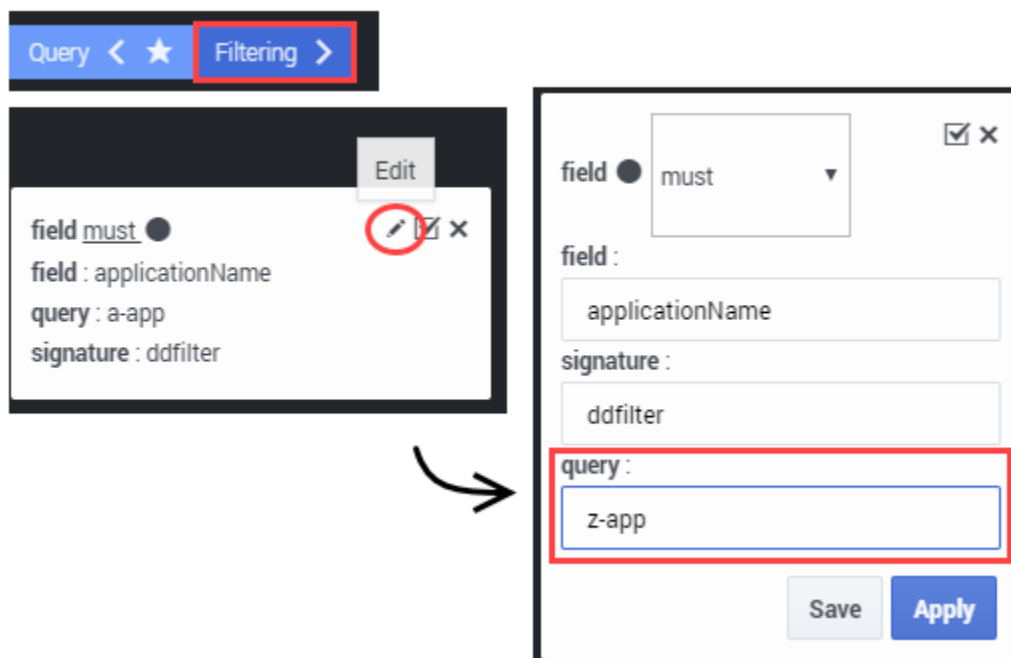 Query
Filtering
Edit
field must
field : applicationName
query : a-app
signature : ddfilter
field must
field :
applicationName
signature :
ddfilter
query :
z-app
Save Apply